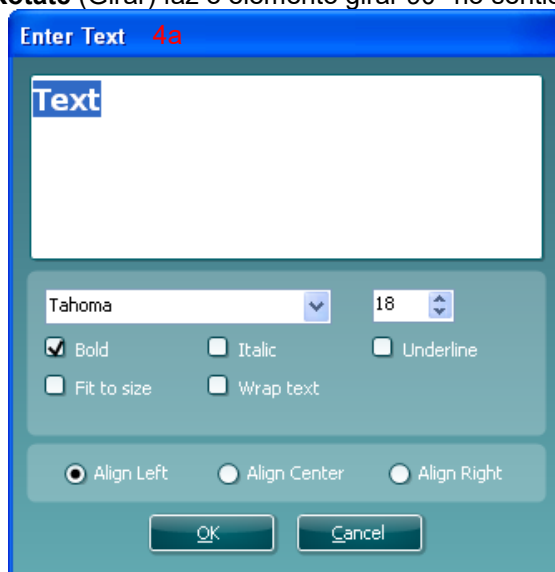 Rotate (Girar) faz o elemento girar 90° no sentid
Enter Text 4a
Text
Tahoma 18
Bold Italic Underline
Fit to size Wrap text
Align Left Align Center Align Right
OK Cancel